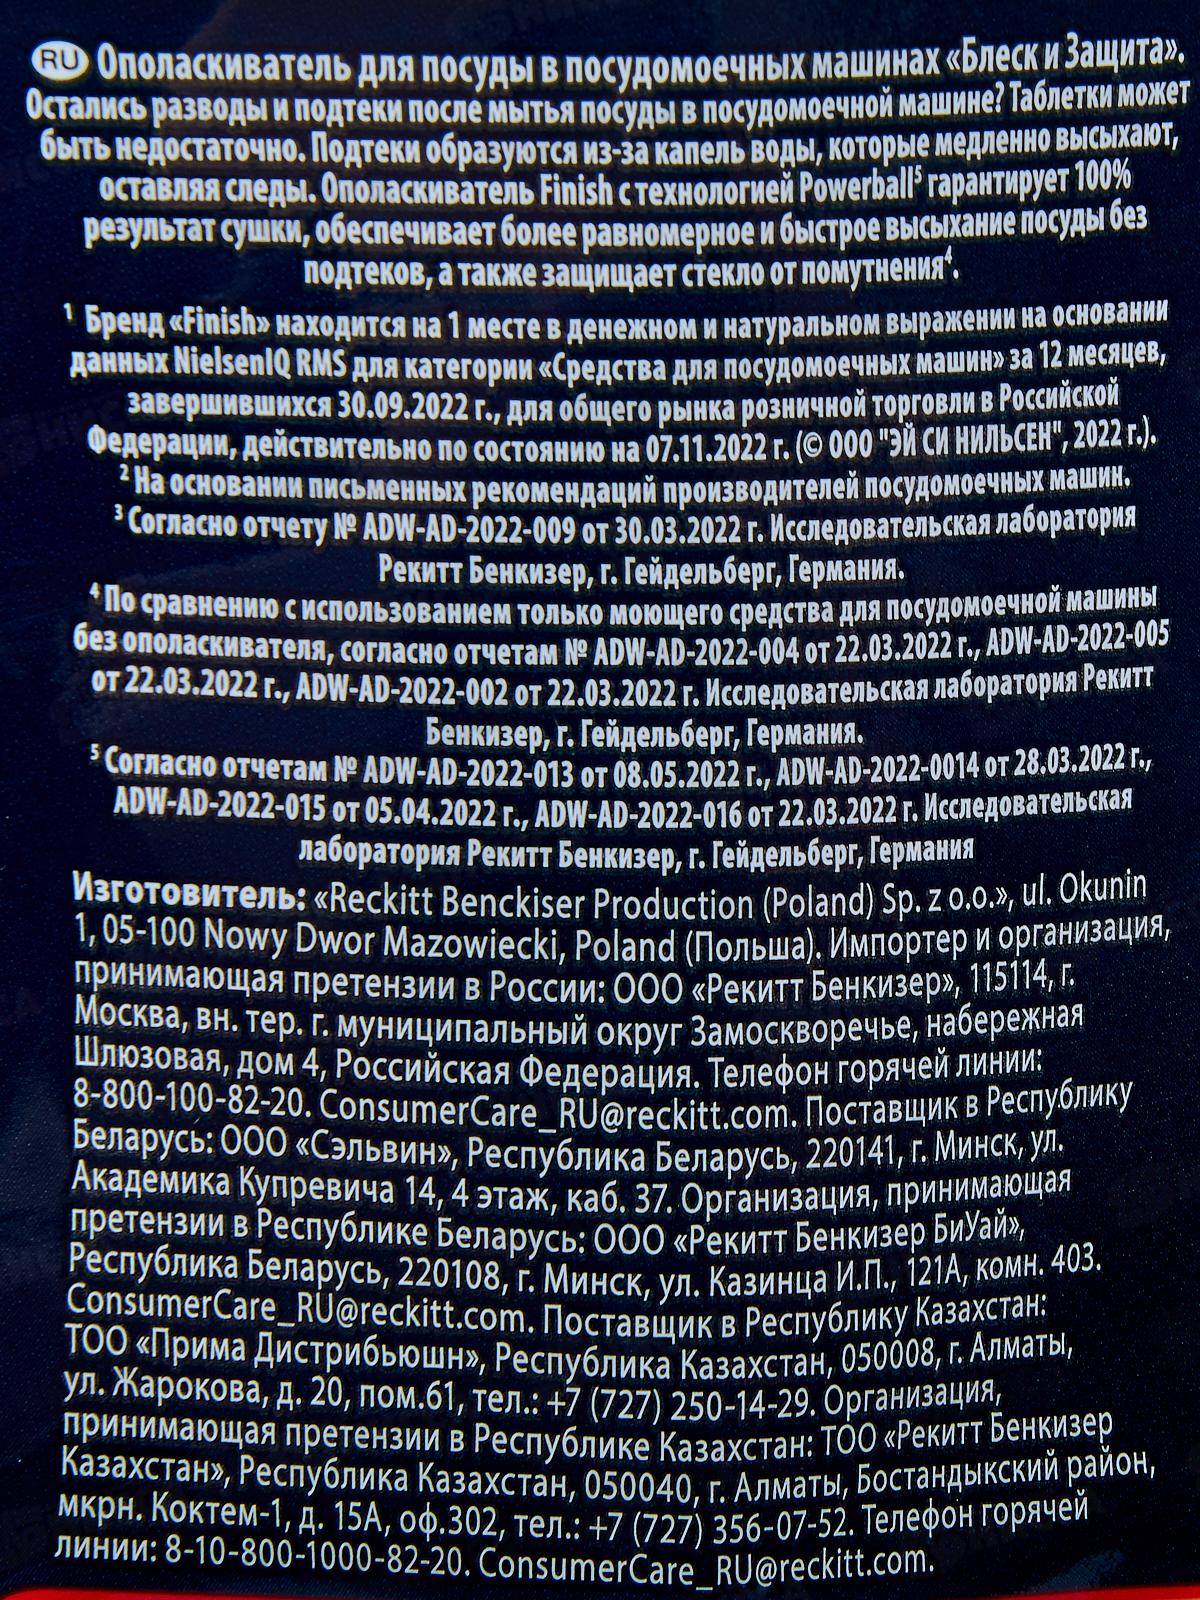 RU Ополаскиватель для посуды в посудомоечных машинах «Блеск и Защита».
Остались разводы и подтеки после мытья посуды в посудомоечной машине? Таблетки может
быть недостаточно. Подтеки образуются из-за капель воды, которые медленно высыхают,
оставляя следы. Ополаскиватель Finish с технологией Powerball⁵ гарантирует 100%
результат сушки, обеспечивает более равномерное и быстрое высыхание посуды без
подтеков, а также защищает стекло от помутнения⁴.
¹ Бренд «Finish» находится на 1 месте в денежном и натуральном выражении на основании
данных NielsenIQ RMS для категории «Средства для посудомоечных машин» за 12 месяцев,
завершившихся 30.09.2022 г., для общего рынка розничной торговли в Российской
Федерации, действительно по состоянию на 07.11.2022 г. (© ООО "ЭЙ СИ НИЛЬСЕН", 2022 г.).
² На основании письменных рекомендаций производителей посудомоечных машин.
³ Согласно отчету № ADW-AD-2022-009 от 30.03.2022 г. Исследовательская лаборатория
Рекитт Бенкизер, г. Гейдельберг, Германия.
⁴ По сравнению с использованием только моющего средства для посудомоечной машины
без ополаскивателя, согласно отчетам № ADW-AD-2022-004 от 22.03.2022 г., ADW-AD-2022-005
от 22.03.2022 г., ADW-AD-2022-002 от 22.03.2022 г. Исследовательская лаборатория Рекитт
Бенкизер, г. Гейдельберг, Германия.
⁵ Согласно отчетам № ADW-AD-2022-013 от 08.05.2022 г., ADW-AD-2022-0014 от 28.03.2022 г.,
ADW-AD-2022-015 от 05.04.2022 г., ADW-AD-2022-016 от 22.03.2022 г. Исследовательская
лаборатория Рекитт Бенкизер, г. Гейдельберг, Германия
Изготовитель: «Reckitt Benckiser Production (Poland) Sp. z o.o.», ul. Okunin
1, 05-100 Nowy Dwor Mazowiecki, Poland (Польша). Импортер и организация,
принимающая претензии в России: ООО «Рекитт Бенкизер», 115114, г.
Москва, вн. тер. г. муниципальный округ Замоскворечье, набережная
Шлюзовая, дом 4, Российская Федерация. Телефон горячей линии:
8-800-100-82-20. ConsumerCare_RU@reckitt.com. Поставщик в Республику
Беларусь: ООО «Сэльвин», Республика Беларусь, 220141, г. Минск, ул.
Академика Купревича 14, 4 этаж, каб. 37. Организация, принимающая
претензии в Республике Беларусь: ООО «Рекитт Бенкизер БиУай»,
Республика Беларусь, 220108, г. Минск, ул. Казинца И.П., 121А, комн. 403.
ConsumerCare_RU@reckitt.com. Поставщик в Республику Казахстан:
ТОО «Прима Дистрибьюшн», Республика Казахстан, 050008, г. Алматы,
ул. Жарокова, д. 20, пом.61, тел.: +7 (727) 250-14-29. Организация,
принимающая претензии в Республике Казахстан: ТОО «Рекитт Бенкизер
Казахстан», Республика Казахстан, 050040, г. Алматы, Бостандыкский район,
мкрн. Коктем-1, д. 15А, оф.302, тел.: +7 (727) 356-07-52. Телефон горячей
линии: 8-10-800-1000-82-20. ConsumerCare_RU@reckitt.com.